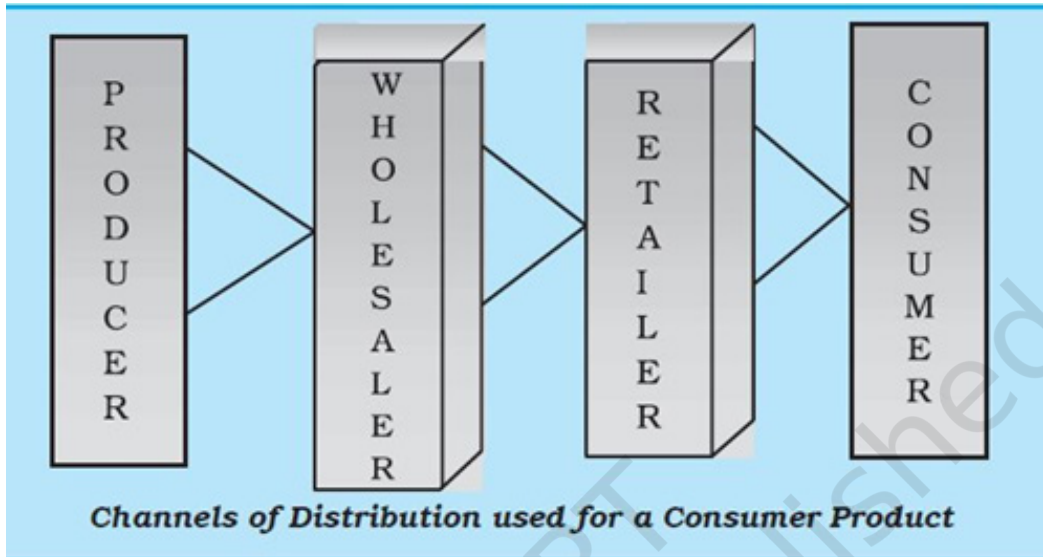 PRODUCER
WHOLESALER
RETAILER
CONSUMER
Channels of Distribution used for a Consumer Product